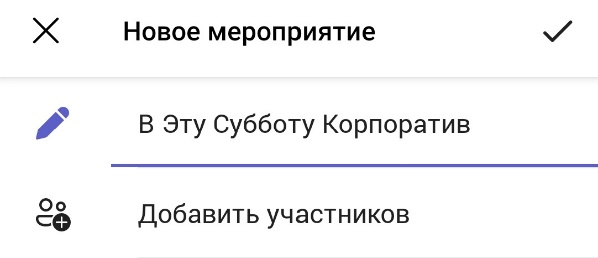 Новое мероприятие
В Эту Субботу Корпоратив
Добавить участников